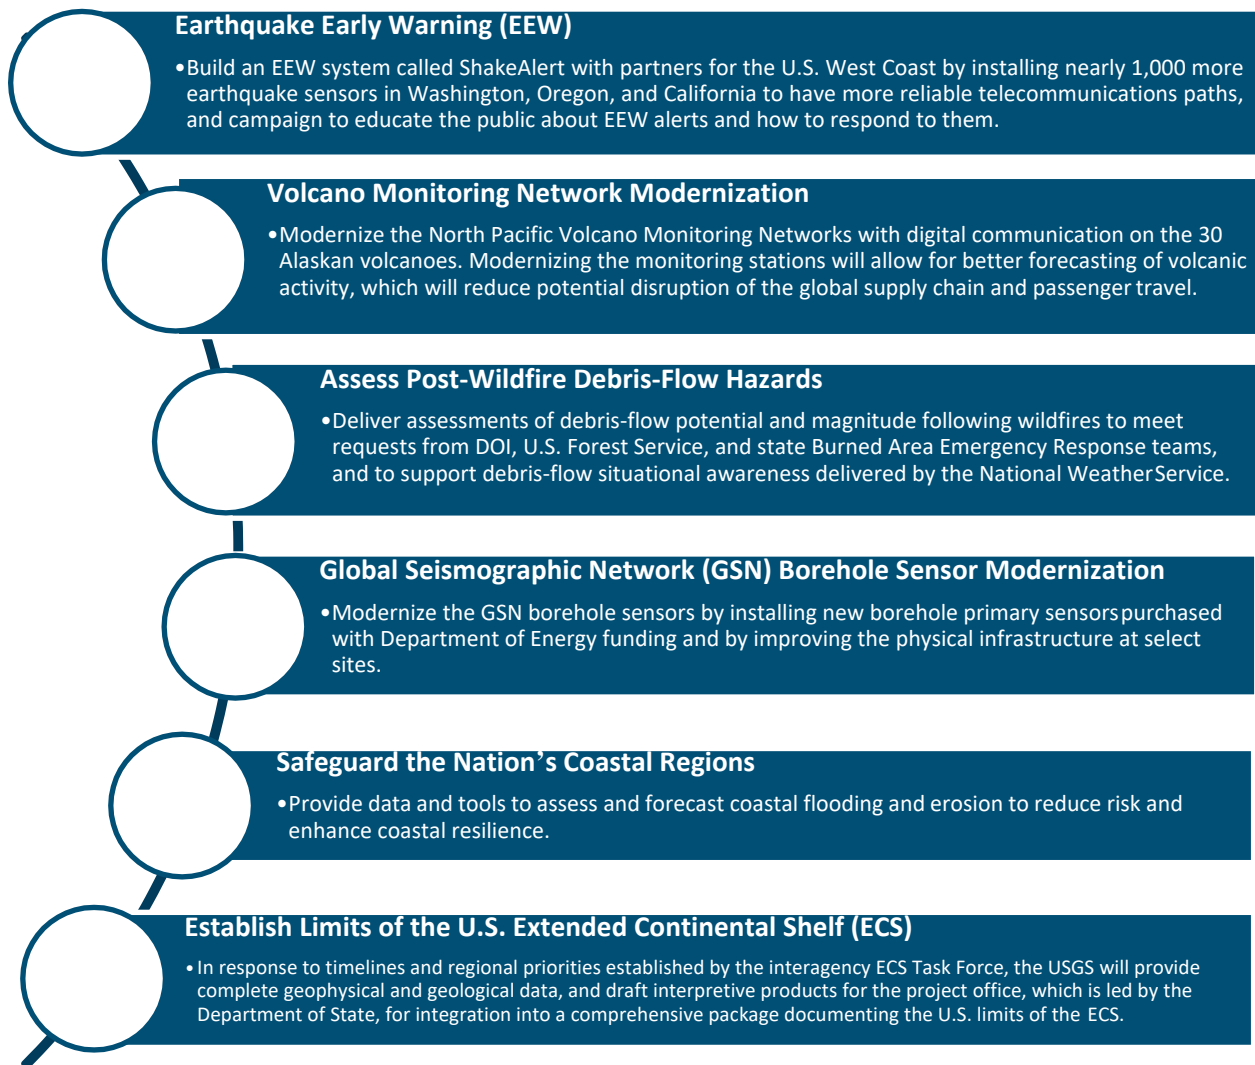 Earthquake Early Warning (EEW)
•Build an EEW system called ShakeAlert with partners for the U.S. West Coast by installing nearly 1,000 more
earthquake sensors in Washington, Oregon, and California to have more reliable telecommunications paths,
and campaign to educate the public about EEW alerts and how to respond to them.
Volcano Monitoring Network Modernization
•Modernize the North Pacific Volcano Monitoring Networks with digital communication on the 30
Alaskan volcanoes. Modernizing the monitoring stations will allow for better forecasting of volcanic
activity, which will reduce potential disruption of the global supply chain and passenger travel.
Assess Post-Wildfire Debris-Flow Hazards
•Deliver assessments of debris-flow potential and magnitude following wildfires to meet
requests from DOI, U.S. Forest Service, and state Burned Area Emergency Response teams,
and to support debris-flow situational awareness delivered by the National Weather Service.
Global Seismographic Network (GSN) Borehole Sensor Modernization
•Modernize the GSN borehole sensors by installing new borehole primary sensors purchased
with Department of Energy funding and by improving the physical infrastructure at select
sites.
Safeguard the Nation’s Coastal Regions
•Provide data and tools to assess and forecast coastal flooding and erosion to reduce risk and
enhance coastal resilience.
Establish Limits of the U.S. Extended Continental Shelf (ECS)
•In response to timelines and regional priorities established by the interagency ECS Task Force, the USGS will provide
complete geophysical and geological data, and draft interpretive products for the project office, which is led by the
Department of State, for integration into a comprehensive package documenting the U.S. limits of the ECS.